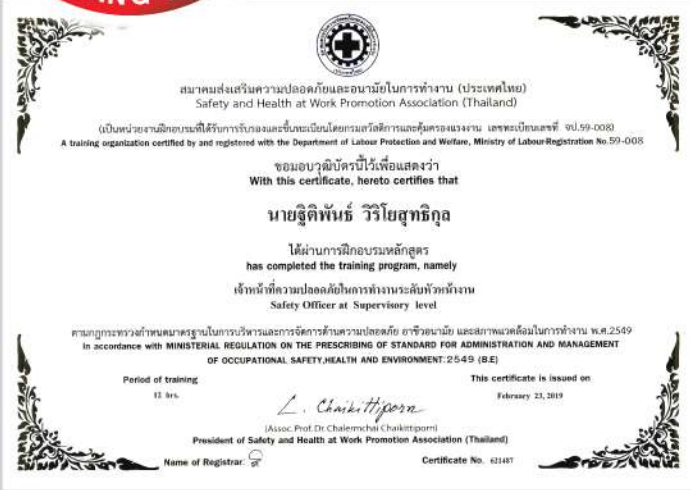 สมาคมส่งเสริมความปลอดภัยและอนามัยในการทำงาน (ประเทศไทย)
Safety and Health at Work Promotion Association (Thailand)
(เป็นหน่วยงานฝึกอบรมที่ได้รับการรับรองและขึ้นทะเบียนโดยกรมสวัสดิการและคุ้มครองแรงงาน เลขทะเบียนเลขที่ จป.59-008)
A training organization certified by and registered with the Department of Labour Protection and Welfare, Ministry of Labour-Registration No.59-008
ขอมอบวุฒิบัตรนี้ไว้เพื่อแสดงว่า
With this certificate, hereto certifies that
นายฐิติพันธ์ วิริโยสุทธิกุล
ได้ผ่านการฝึกอบรมหลักสูตร
has completed the training program, namely
เจ้าหน้าที่ความปลอดภัยในการทำงานระดับหัวหน้างาน
Safety Officer at Supervisory level
ตามกฎกระทรวงกำหนดมาตรฐานในการบริหารและการจัดการด้านความปลอดภัย อาชีวอนามัย และสภาพแวดล้อมในการทำงาน พ.ศ.2549
In accordance with MINISTERIAL REGULATION ON THE PRESCRIBING OF STANDARD FOR ADMINISTRATION AND MANAGEMENT
OF OCCUPATIONAL SAFETY,HEALTH AND ENVIRONMENT:2549 (B.E)
Period of training
12 hrs.
This certificate is issued on
February 23, 2019
L. Chaikittiporn
(Assoc. Prof. Dr. Chalermchai Chaikittiporn)
President of Safety and Health at Work Promotion Association (Thailand)
Name of Registrar:
Certificate No. 621487